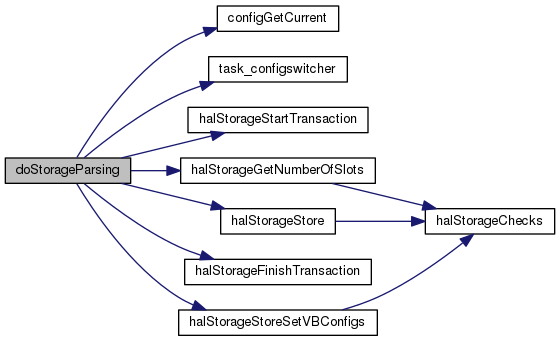 configGetCurrent
task_configswitcher
halStorageStartTransaction
doStorageParsing
halStorageGetNumberOfSlots
halStorageStore
halStorageChecks
halStorageFinishTransaction
halStorageStoreSetVBConfigs